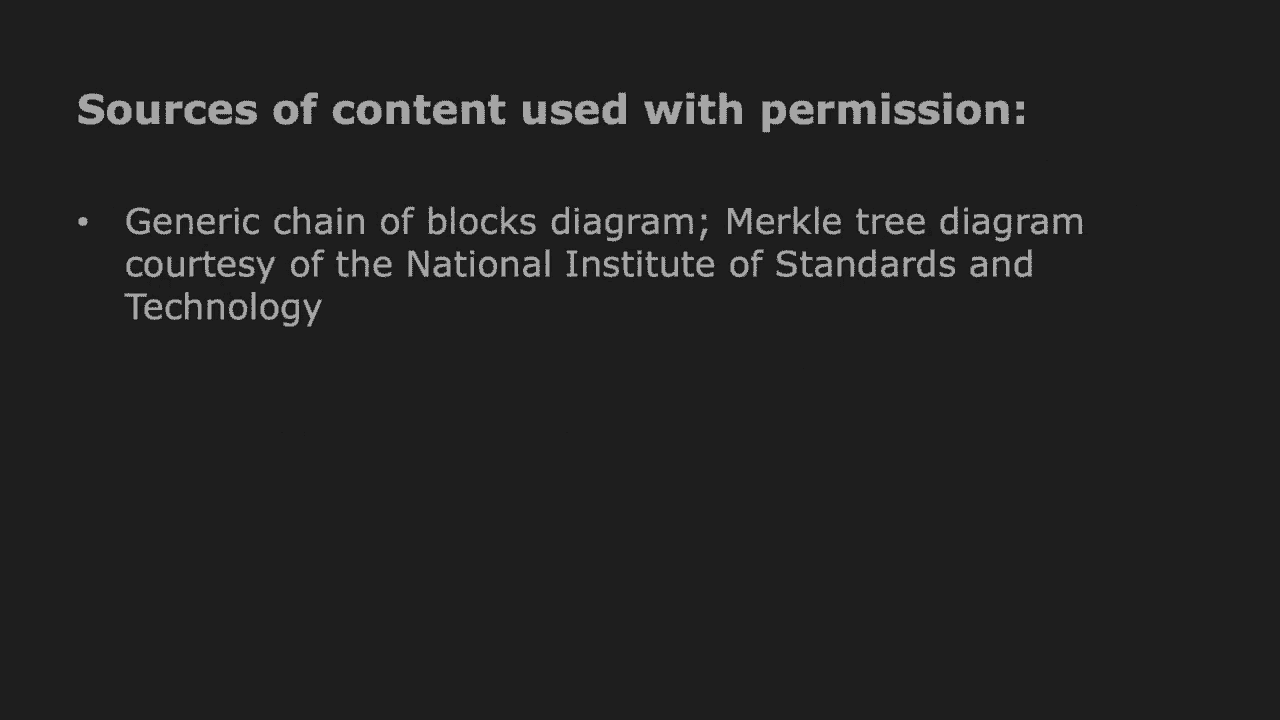 Sources of content used with permission:
• Generic chain of blocks diagram; Merkle tree diagram
courtesy of the National Institute of Standards and
Technology